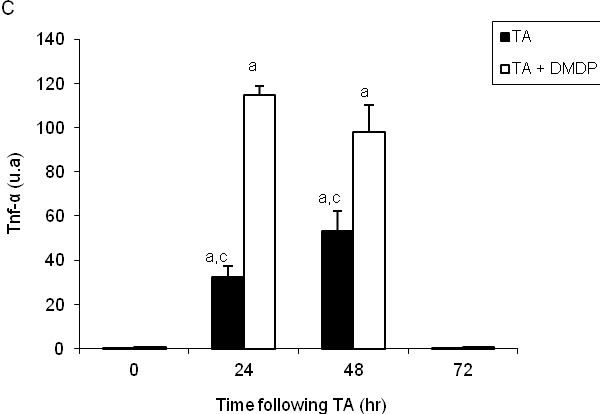 C
TA
TA + DMDP
Tnf-α (u.a)
140
120
100
80
60
40
20
0
a
a
a,c
a,c
0 24 48 72
Time following TA (hr)